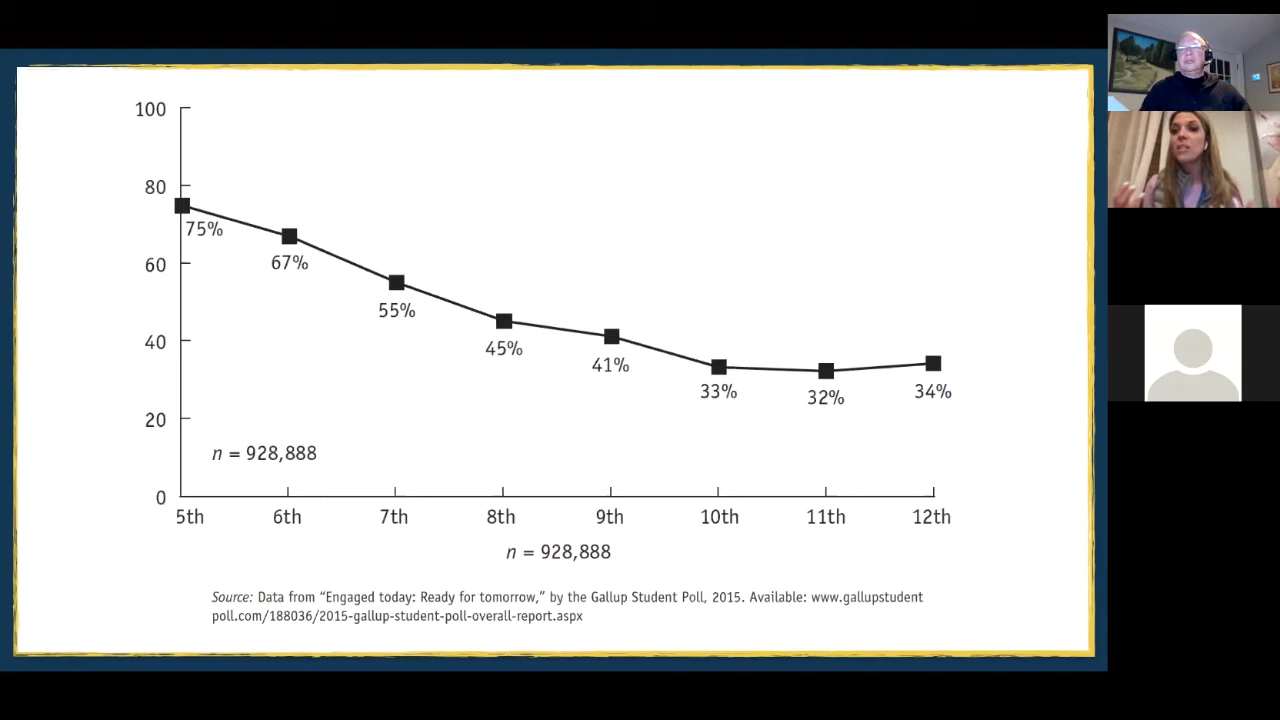 100
80
60
40
20
0
75%
67%
55%
45%
41%
33%
32%
34%
n = 928,888
5th 6th 7th 8th 9th 10th 11th 12th
n = 928,888
Source: Data from “Engaged today: Ready for tomorrow,” by the Gallup Student Poll, 2015. Available: www.gallupstudent
poll.com/188036/2015-gallup-student-poll-overall-report.aspx